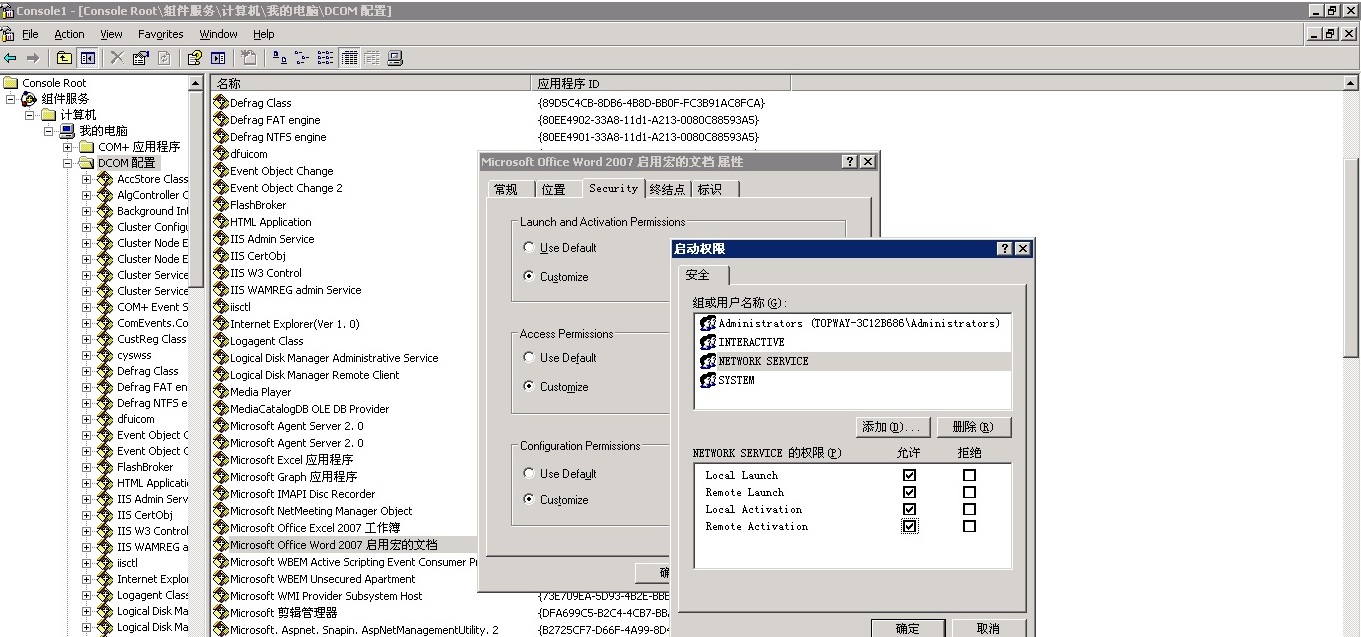 Console1 - [Console Root\组件服务\计算机\我的电脑\DCOM 配置]
File Action View Favorites Window Help
Console Root
组件服务
计算机
我的电脑
COM+ 应用程序
DCOM 配置
AccStore Class
AlgController C
Background Int
Cluster Configu
Cluster Node E
Cluster Node E
Cluster Service
Cluster Service
COM+ Event S
ComEvents.Co
CustReg Class
cyswss
Defrag Class
Defrag FAT en
Defrag NTFS e
dfuicom
Event Object C
Event Object C
FlashBroker
HTML Applicatio
IIS Admin Serv
IIS CertObj
IIS W3 Control
IIS WAMREG a
iisctl
Internet Explor
Logagent Class
Logical Disk Ma
Logical Disk Ma
名称 应用程序 ID
Defrag Class {89D5C4CB-8DB6-4B8D-BB0F-FC3B91AC8FCA}
Defrag FAT engine {80EE4902-33A8-11d1-A213-0080C88593A5}
Defrag NTFS engine {80EE4901-33A8-11d1-A213-0080C88593A5}
dfuicom
Event Object Change
Event Object Change 2
FlashBroker
HTML Application
IIS Admin Service
IIS CertObj
IIS W3 Control
IIS WAMREG admin Service
iisctl
Internet Explorer(Ver 1.0)
Logagent Class
Logical Disk Manager Administrative Service
Logical Disk Manager Remote Client
Media Player
MediaCatalogDB OLE DB Provider
Microsoft Agent Server 2.0
Microsoft Agent Server 2.0
Microsoft Excel 应用程序
Microsoft Graph 应用程序
Microsoft IMAPI Disc Recorder
Microsoft NetMeeting Manager Object
Microsoft Office Excel 2007 工作簿
Microsoft Office Word 2007 启用宏的文档
Microsoft WBEM Active Scripting Event Consumer Pr
Microsoft WBEM Unsecured Apartment
Microsoft WMI Provider Subsystem Host {73E709EA-5D93-4B2E-BBB
Microsoft 剪辑管理器 {DFA699C5-B2C4-4CB7-BBA
Microsoft.Aspnet.Snapin.AspNetManagementUtility.2 {B2725CF7-D66F-4A99-8D4
Microsoft Office Word 2007 启用宏的文档 属性
常规 位置 Security 终结点 标识
Launch and Activation Permissions
Use Default
Customize
Access Permissions
Use Default
Customize
Configuration Permissions
Use Default
Customize
启动权限
安全
组或用户名称(G):
Administrators (TOPWAY-3C12B686\Administrators)
INTERACTIVE
NETWORK SERVICE
SYSTEM
添加(D)... 删除(R)
NETWORK SERVICE 的权限(P) 允许 拒绝
Local Launch
Remote Launch
Local Activation
Remote Activation
确定 取消